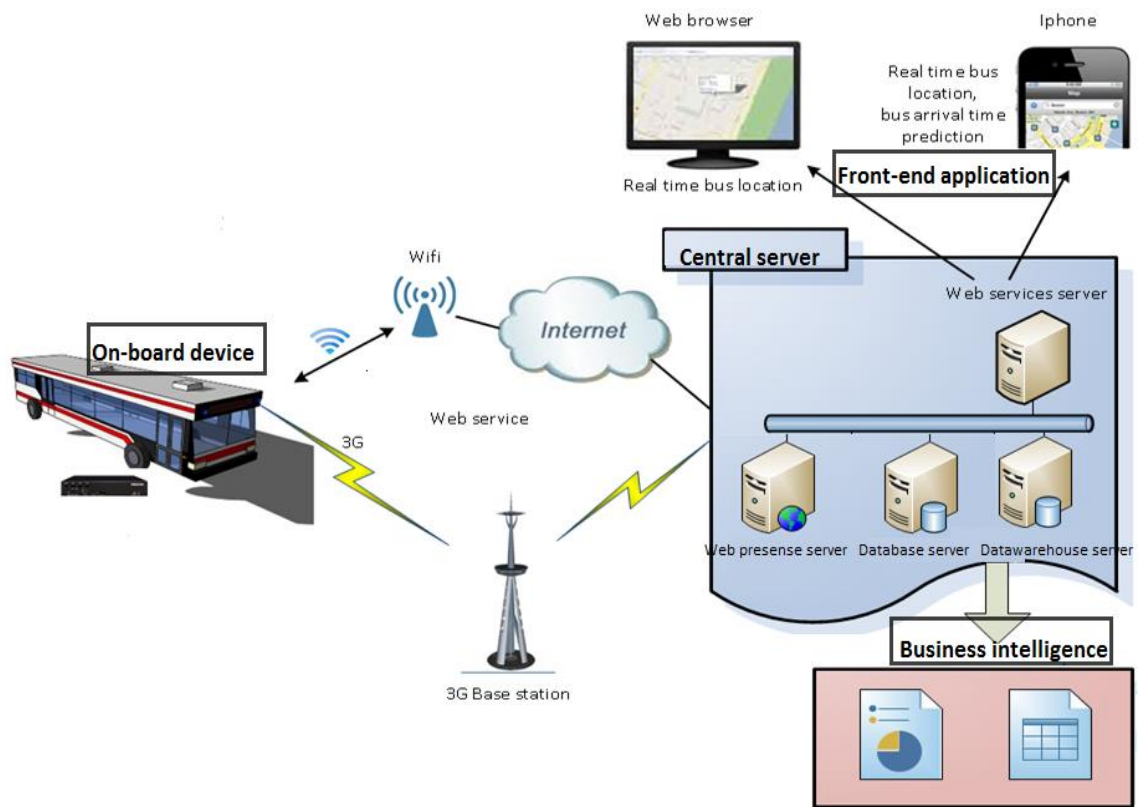 Web browser
Iphone
Real time bus
location,
bus arrival time
prediction
Real time bus location
Front-end application
Central server
Web services server
Wifi
Internet
On-board device
Web service
3G
Web presense server
Database server
Datawarehouse server
3G Base station
Business intelligence